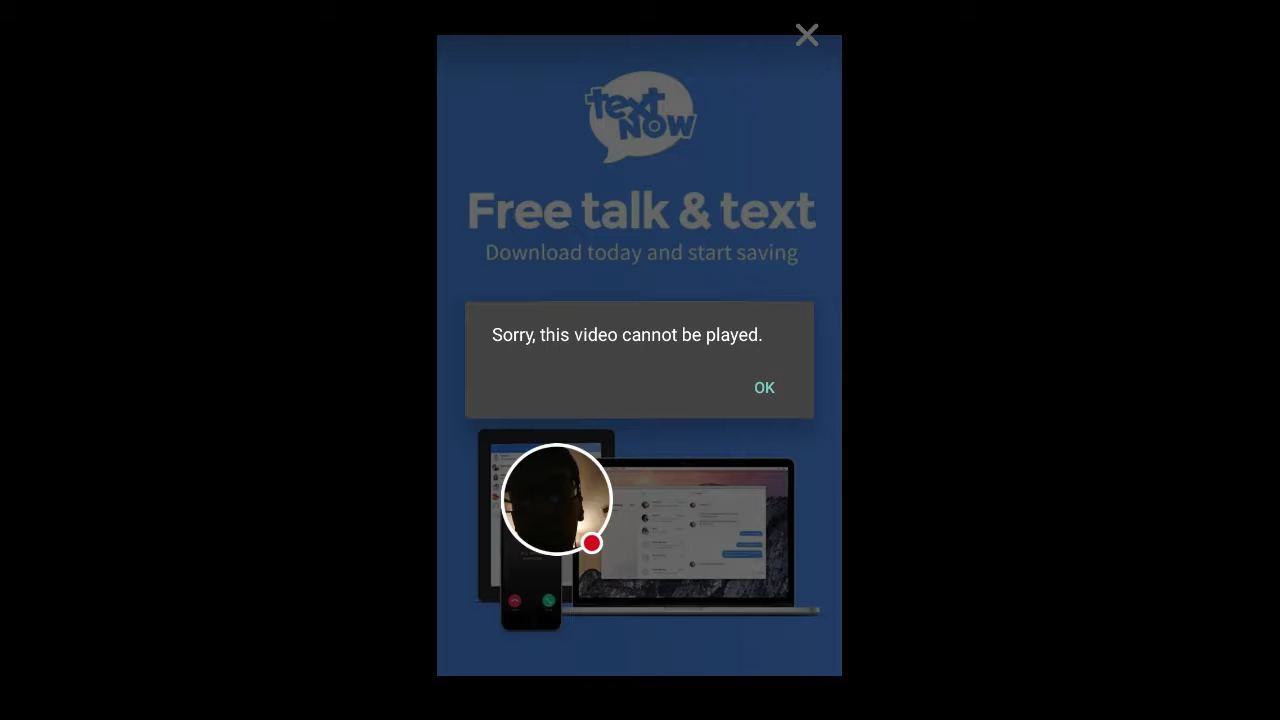 text
NOW
Free talk & text
Download today and start saving
Sorry, this video cannot be played.
OK